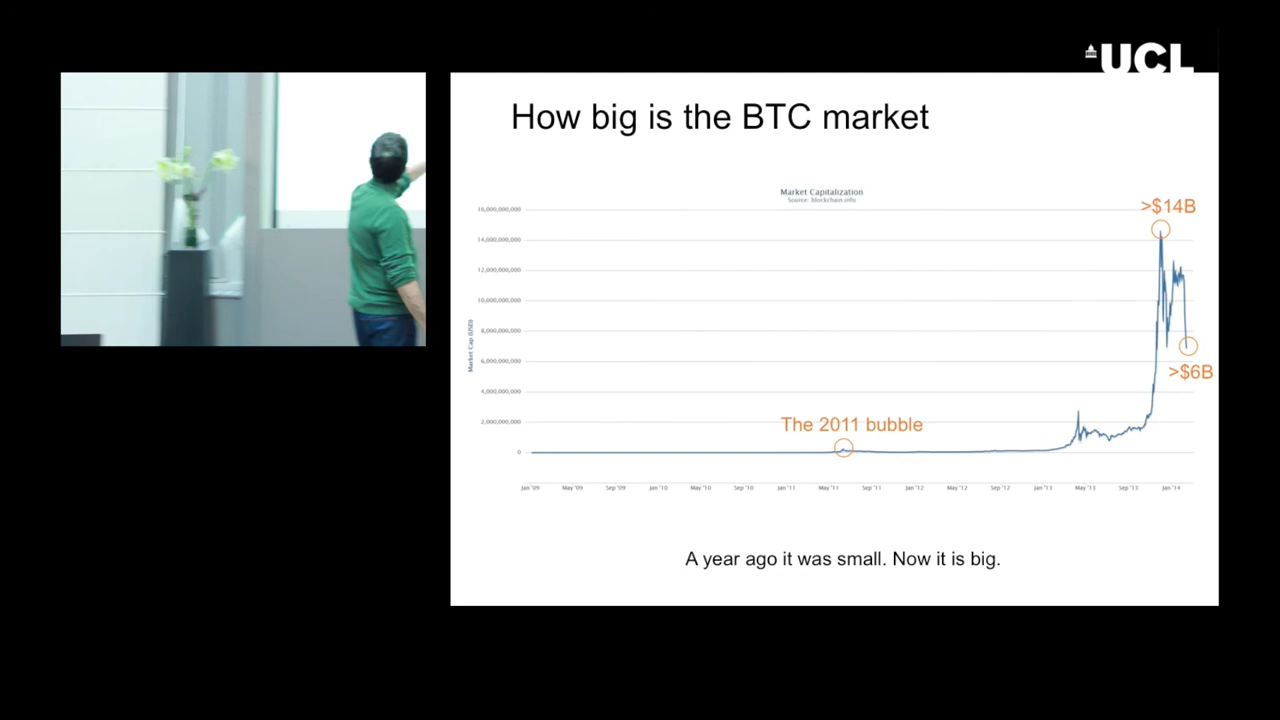 UCL
How big is the BTC market
Market Capitalization
Source: blockchain.info
>$14B
16,000,000,000
14,000,000,000
12,000,000,000
10,000,000,000
8,000,000,000
6,000,000,000
4,000,000,000
2,000,000,000
0
Market Cap (USD)
>$6B
The 2011 bubble
Jan '09 May '09 Sep '09 Jan '10 May '10 Sep '10 Jan '11 May '11 Sep '11 Jan '12 May '12 Sep '12 Jan '13 May '13 Sep '13 Jan '14
A year ago it was small. Now it is big.